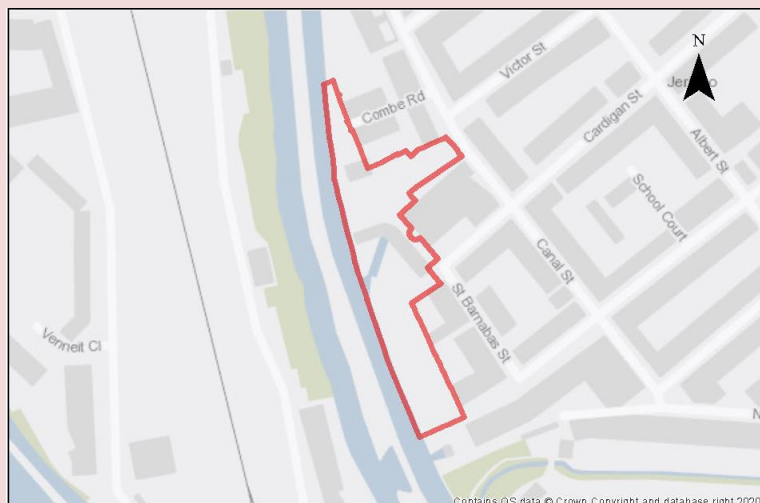 N
Victor St
Jer
o
Combe Rd
Cardigan St
Albert St
School Court
Canal St
St Barnabas St
Venneit Cl
N
Contains OS data © Crown Copyright and database right 2020